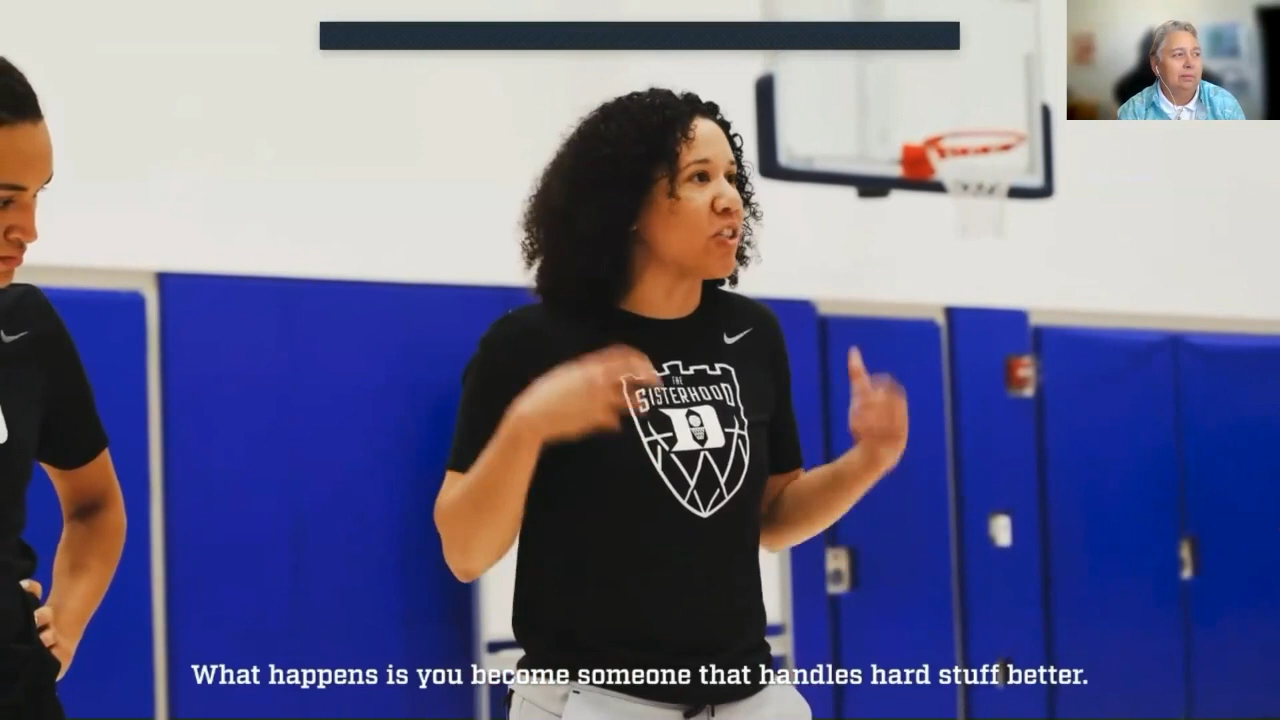 THE
SISTERHOOD
D
What happens is you become someone that handles hard stuff better.